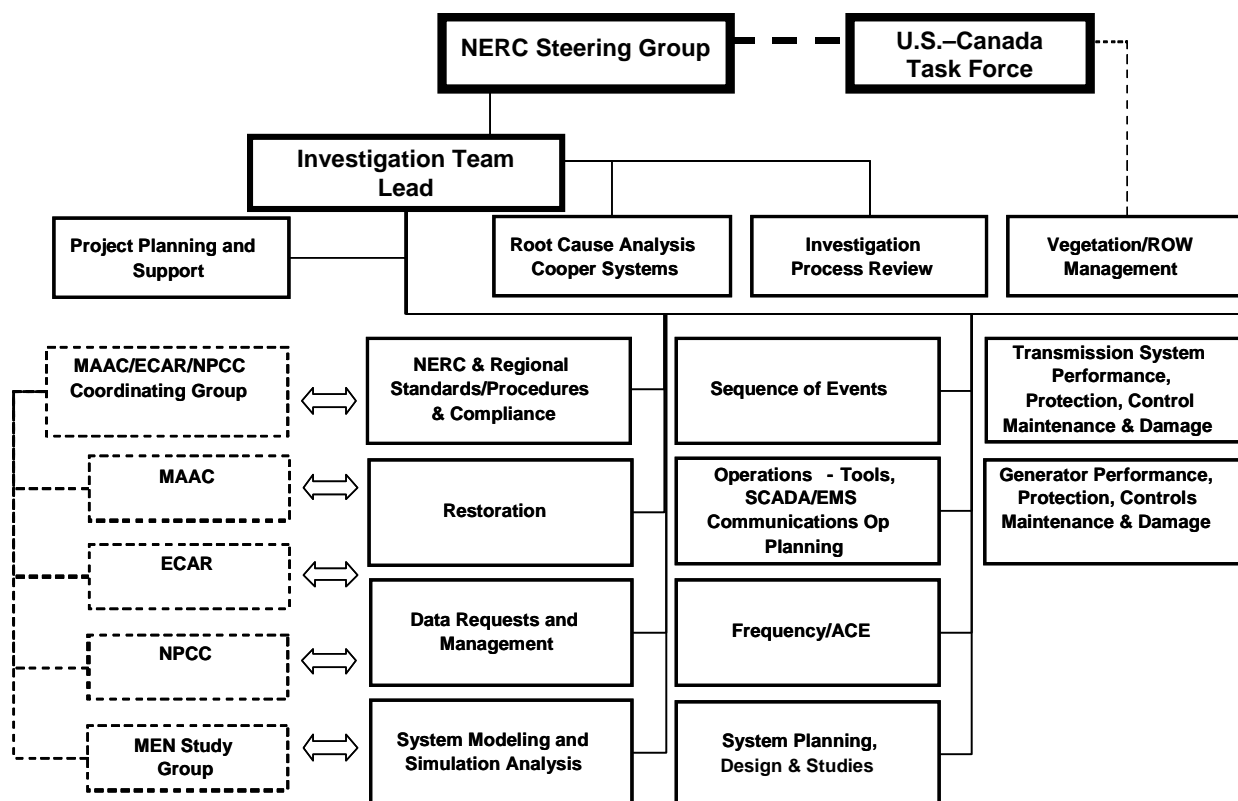 NERC Steering Group
U.S.–Canada
Task Force
Investigation Team
Lead
Project Planning and
Support
Root Cause Analysis
Cooper Systems
Investigation
Process Review
Vegetation/ROW
Management
MAAC/ECAR/NPCC
Coordinating Group
NERC & Regional
Standards/Procedures
& Compliance
Sequence of Events
Transmission System
Performance,
Protection, Control
Maintenance & Damage
MAAC
Restoration
Operations - Tools,
SCADA/EMS
Communications Op
Planning
Generator Performance,
Protection, Controls
Maintenance & Damage
ECAR
Data Requests and
Management
Frequency/ACE
NPCC
MEN Study
Group
System Modeling and
Simulation Analysis
System Planning,
Design & Studies